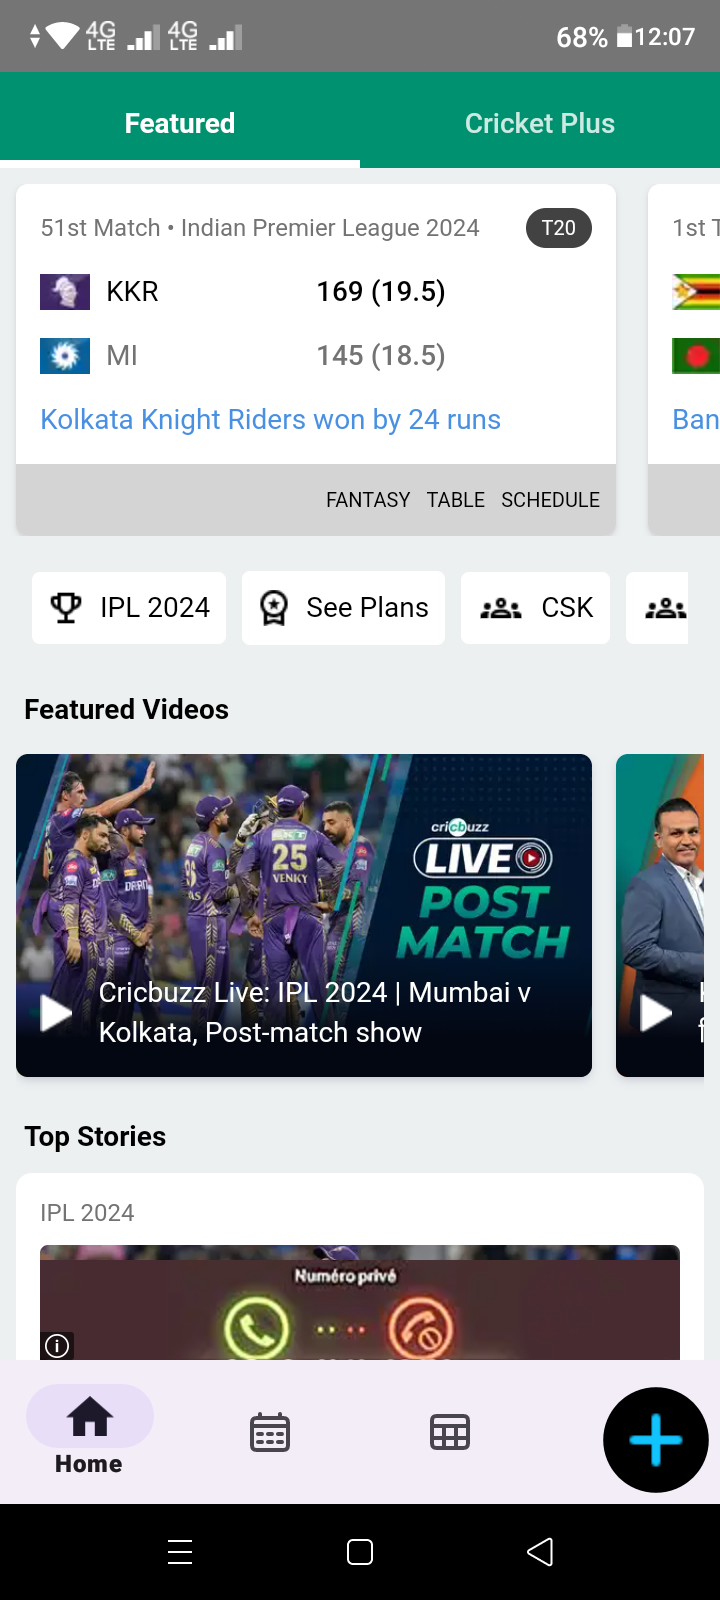 4G LTE 4G LTE 68% 12:07
Featured Cricket Plus
51st Match • Indian Premier League 2024 T20
KKR 169 (19.5)
MI 145 (18.5)
Kolkata Knight Riders won by 24 runs
FANTASY TABLE SCHEDULE
1st T
Ban
IPL 2024 See Plans CSK
Featured Videos
25
VENKY
cricbuzz
LIVE
POST
MATCH
Cricbuzz Live: IPL 2024 | Mumbai v
Kolkata, Post-match show
Top Stories
IPL 2024
Numéro privé
Home